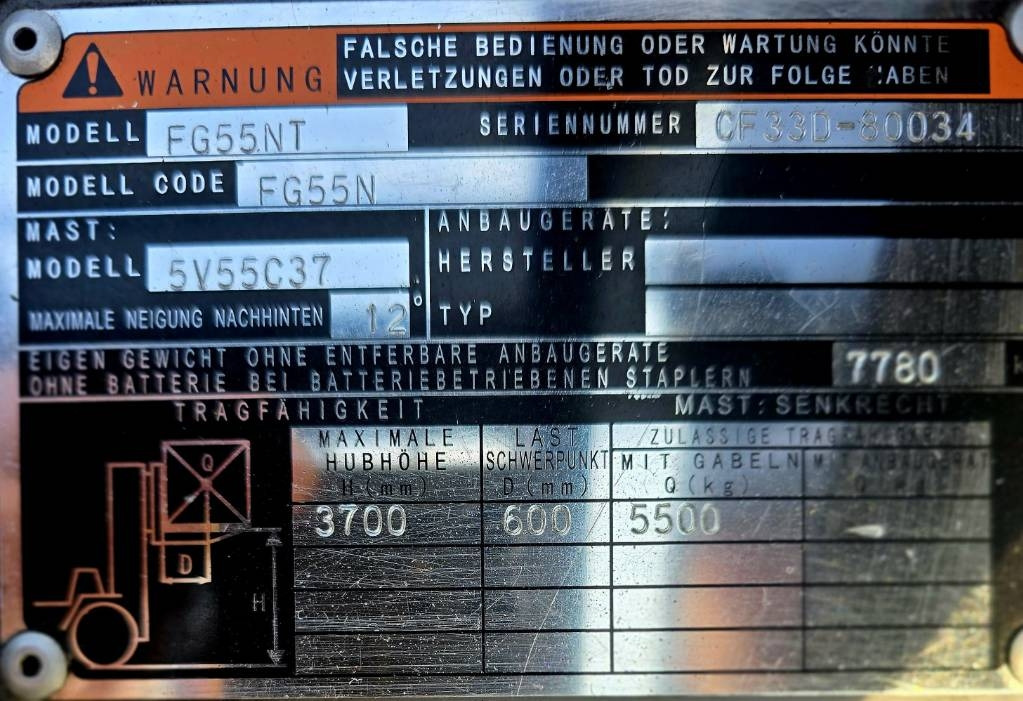 WARNUNG
FALSCHE BEDIENUNG ODER WARTUNG KÖNNTE
VERLETZUNGEN ODER TOD ZUR FOLGE HABEN
MODELL FG55NT SERIENNUMMER CF33D-80034
MODELL CODE FG55N
MAST:
MODELL 5V55C37
MAXIMALE NEIGUNG NACHHINTEN 12°
ANBAUGERÄTE:
HERSTELLER
TYP
EIGEN GEWICHT OHNE ENTFERBARE ANBAUGERÄTE
OHNE BATTERIE BEI BATTERIEBETRIEBENEN STAPLERN 7780
TRAGFÄHIGKEIT MAST: SENKRECHT
MAXIMALE
HUBHÖHE
H (mm)
LAST
SCHWERPUNKT
D (mm)
ZULÄSSIGE
MIT GABELN
Q (kg)
3700 600 5500
Q
D
H